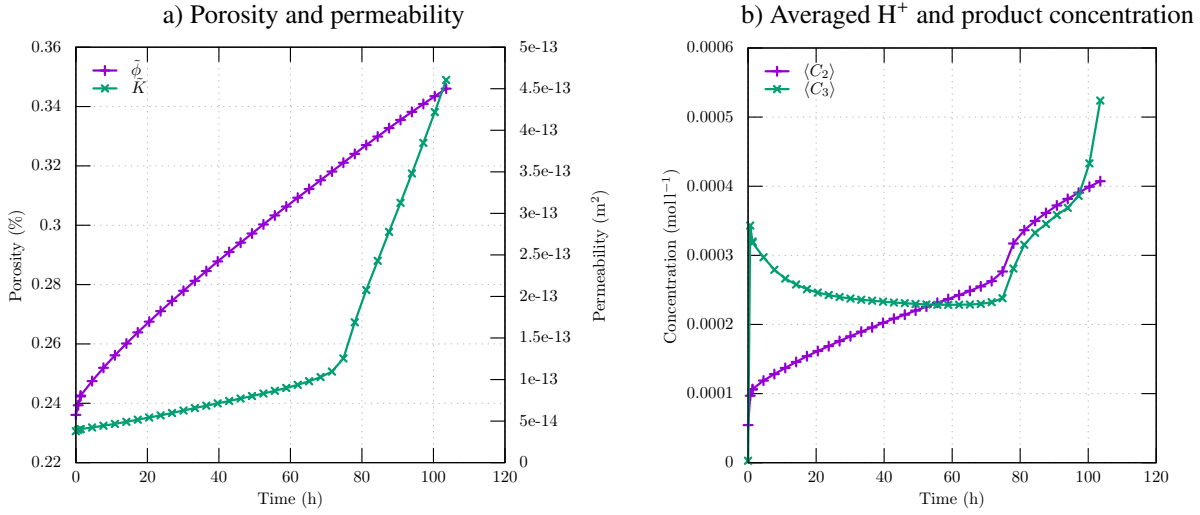 a) Porosity and permeability
0.36
0.34
0.32
0.3
0.28
0.26
0.24
0.22
Porosity (%)
ϕ̃
K̃
5e-13
4.5e-13
4e-13
3.5e-13
3e-13
2.5e-13
2e-13
1.5e-13
1e-13
5e-14
0
Permeability (m²)
0 20 40 60 80 100 120
Time (h)
b) Averaged H⁺ and product concentration
0.0006
0.0005
0.0004
0.0003
0.0002
0.0001
0
Concentration (mol l⁻¹)
⟨C₂⟩
⟨C₃⟩
0 20 40 60 80 100 120
Time (h)